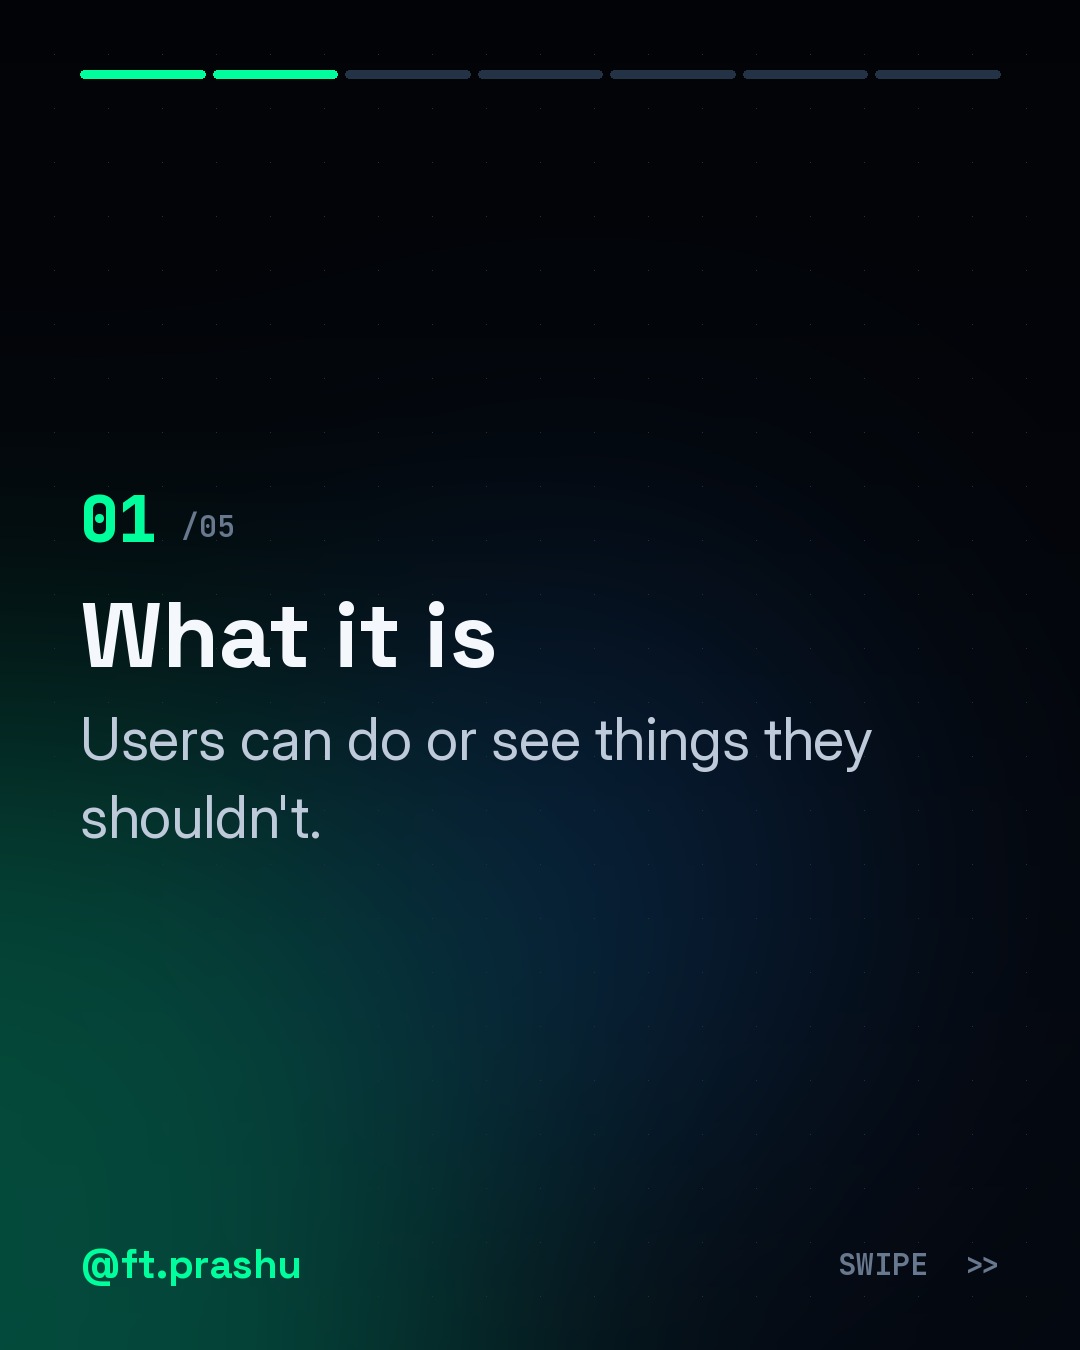 01 /05
What it is
Users can do or see things they
shouldn't.
@ft.prashu
SWIPE >>